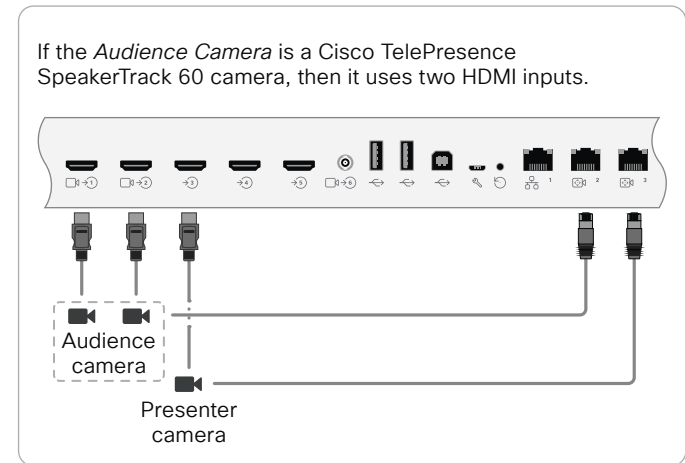 If the Audience Camera is a Cisco TelePresence
SpeakerTrack 60 camera, then it uses two HDMI inputs.
1 2 3 4 5 6 1 2 3
Audience
camera
Presenter
camera